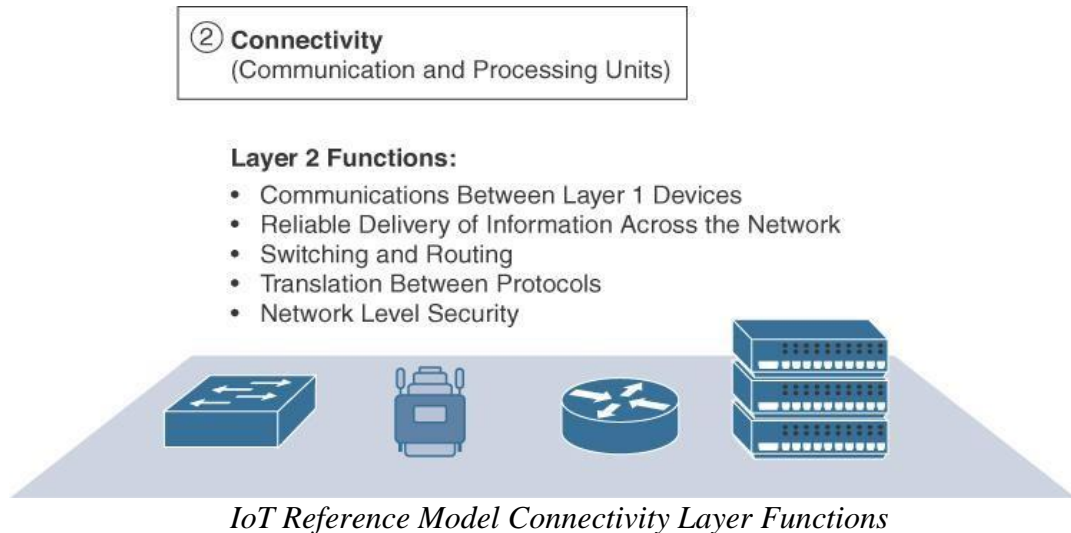 ② Connectivity
(Communication and Processing Units)
Layer 2 Functions:
• Communications Between Layer 1 Devices
• Reliable Delivery of Information Across the Network
• Switching and Routing
• Translation Between Protocols
• Network Level Security
IoT Reference Model Connectivity Layer Functions